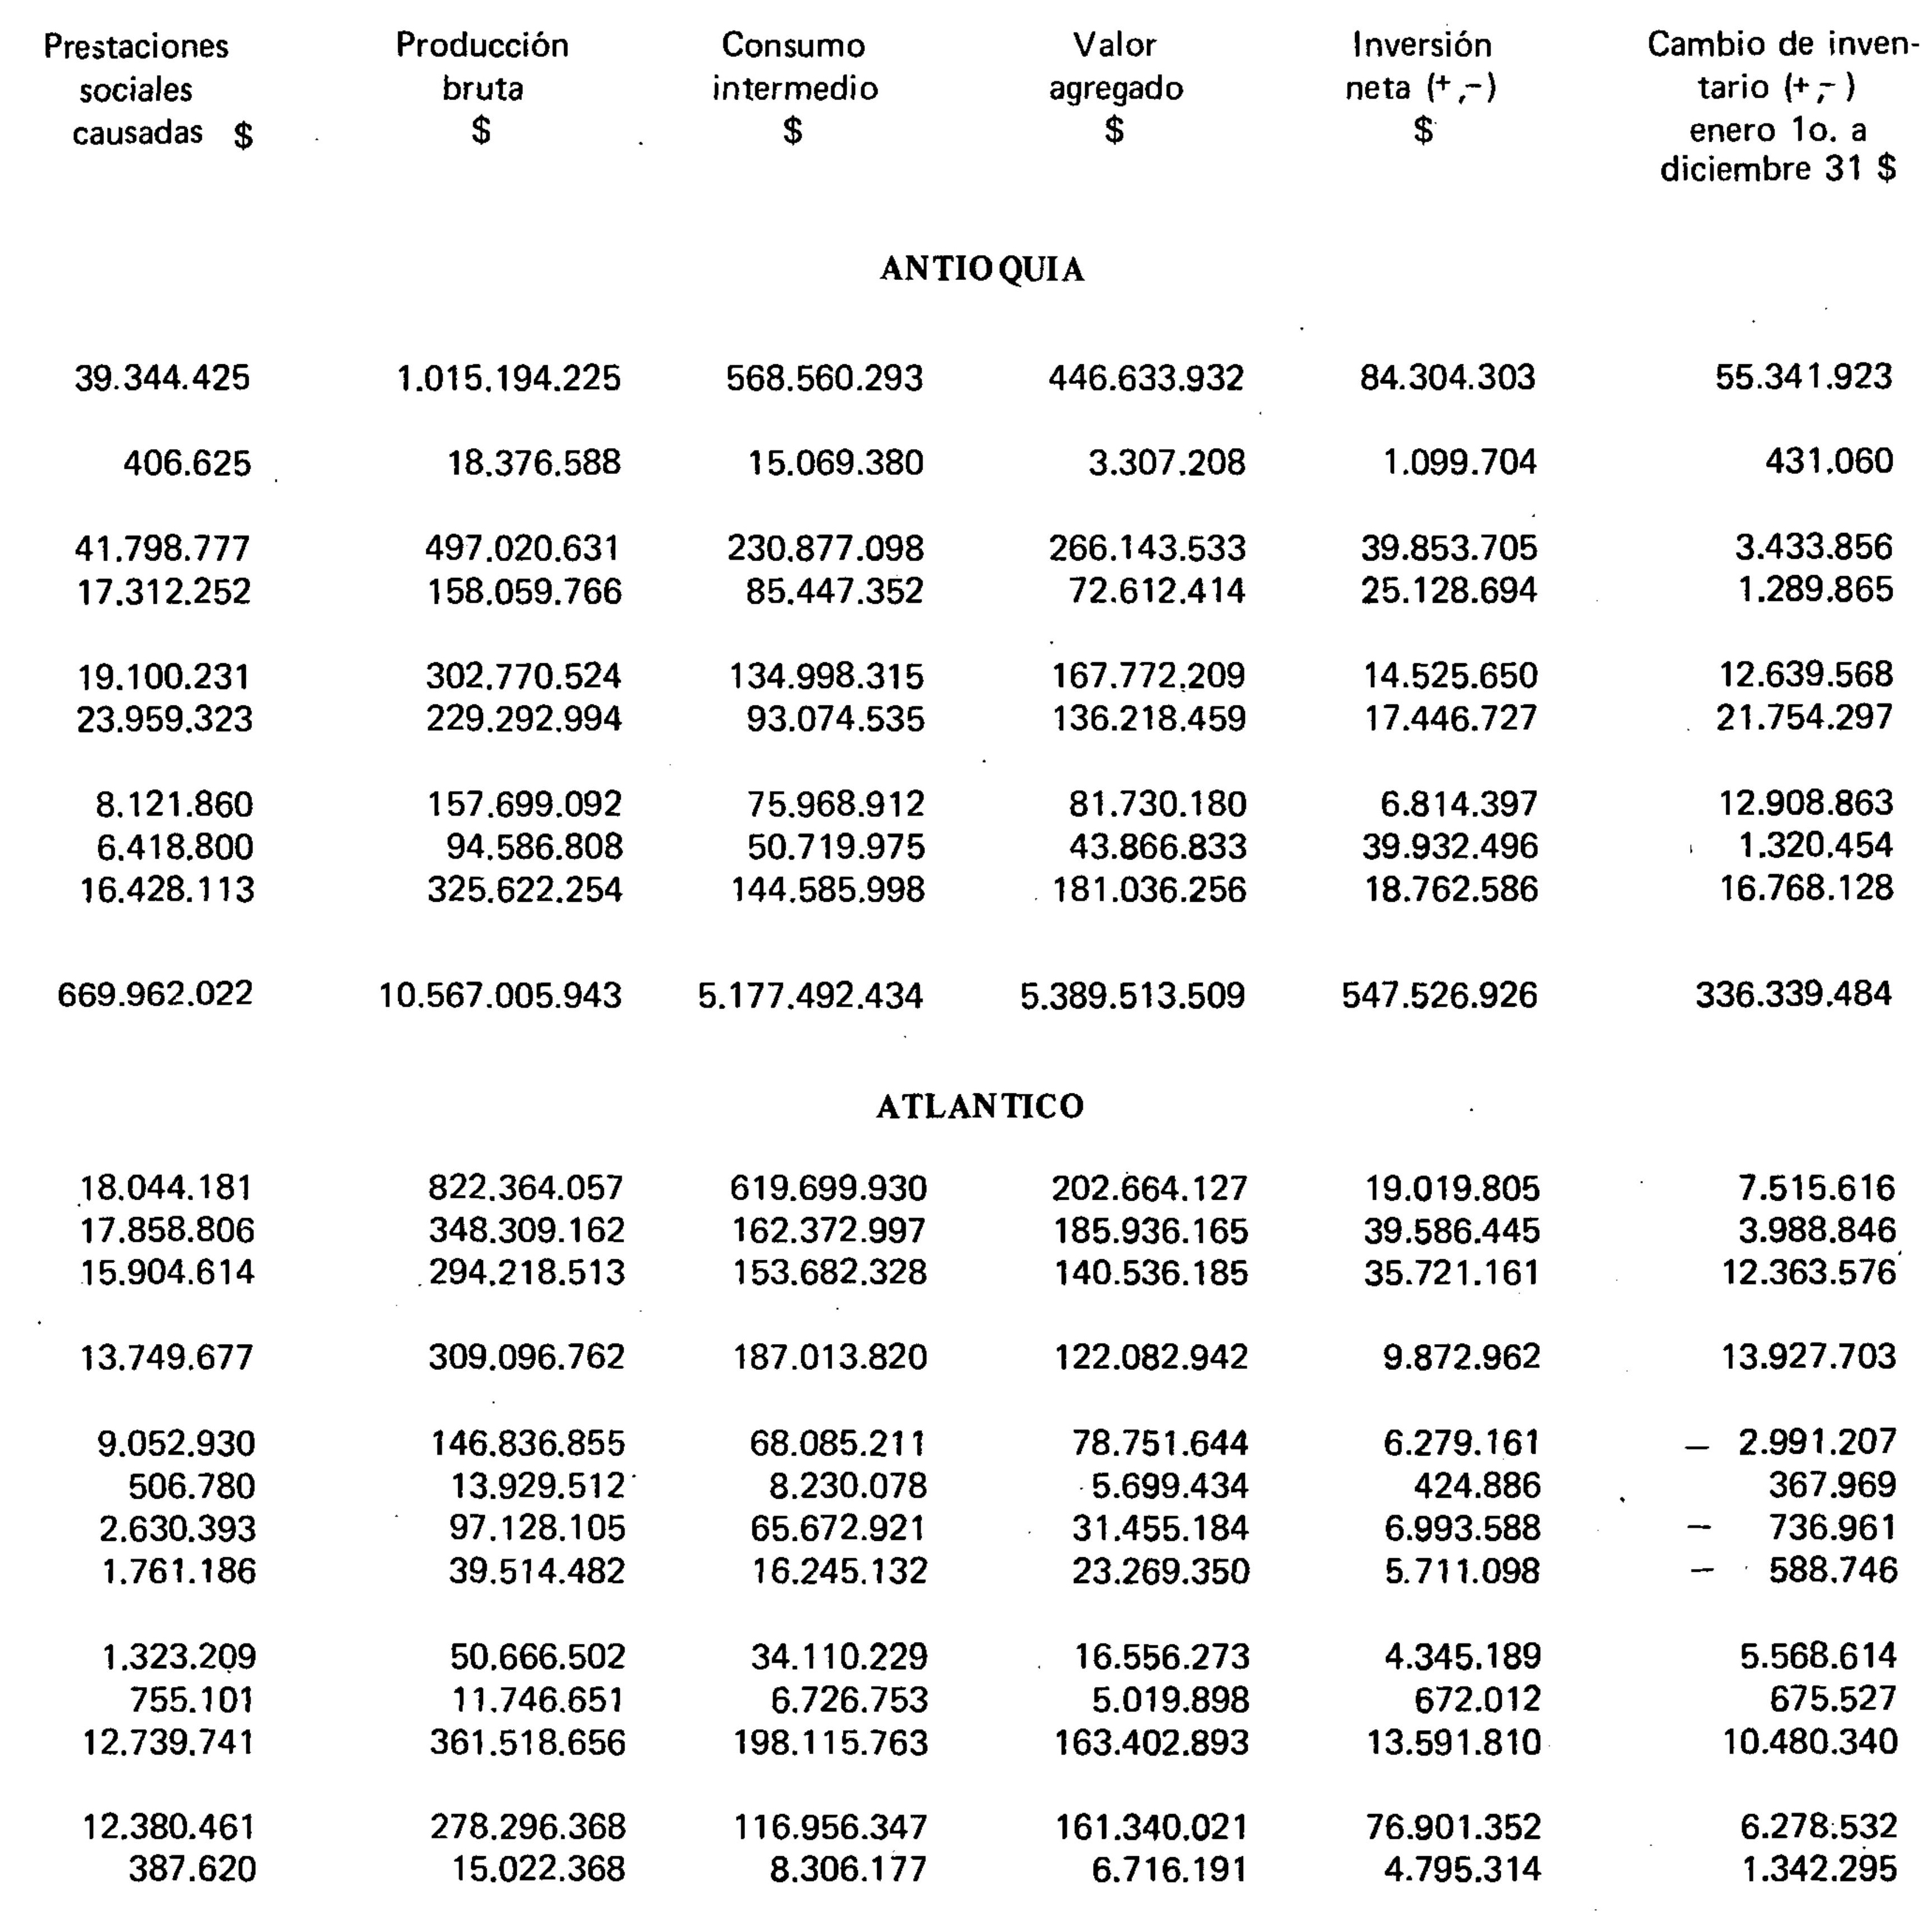 Prestaciones Producción Consumo Valor Inversión Cambio de inven-
sociales bruta intermedio agregado neta (+,-) tario (+,-)
causadas $ $ $ $ $ enero 1o. a
diciembre 31 $
ANTIOQUIA
39.344.425 1.015.194.225 568.560.293 446.633.932 84.304.303 55.341.923
406.625 18.376.588 15.069.380 3.307.208 1.099.704 431.060
41.798.777 497.020.631 230.877.098 266.143.533 39.853.705 3.433.856
17.312.252 158.059.766 85.447.352 72.612.414 25.128.694 1.289.865
19.100.231 302.770.524 134.998.315 167.772.209 14.525.650 12.639.568
23.959.323 229.292.994 93.074.535 136.218.459 17.446.727 21.754.297
8.121.860 157.699.092 75.968.912 81.730.180 6.814.397 12.908.863
6.418.800 94.586.808 50.719.975 43.866.833 39.932.496 1.320.454
16.428.113 325.622.254 144.585.998 181.036.256 18.762.586 16.768.128
669.962.022 10.567.005.943 5.177.492.434 5.389.513.509 547.526.926 336.339.484
ATLANTICO
18.044.181 822.364.057 619.699.930 202.664.127 19.019.805 7.515.616
17.858.806 348.309.162 162.372.997 185.936.165 39.586.445 3.988.846
15.904.614 294.218.513 153.682.328 140.536.185 35.721.161 12.363.576
13.749.677 309.096.762 187.013.820 122.082.942 9.872.962 13.927.703
9.052.930 146.836.855 68.085.211 78.751.644 6.279.161 – 2.991.207
506.780 13.929.512 8.230.078 5.699.434 424.886 367.969
2.630.393 97.128.105 65.672.921 31.455.184 6.993.588 – 736.961
1.761.186 39.514.482 16.245.132 23.269.350 5.711.098 – 588.746
1.323.209 50.666.502 34.110.229 16.556.273 4.345.189 5.568.614
755.101 11.746.651 6.726.753 5.019.898 672.012 675.527
12.739.741 361.518.656 198.115.763 163.402.893 13.591.810 10.480.340
12.380.461 278.296.368 116.956.347 161.340.021 76.901.352 6.278.532
387.620 15.022.368 8.306.177 6.716.191 4.795.314 1.342.295